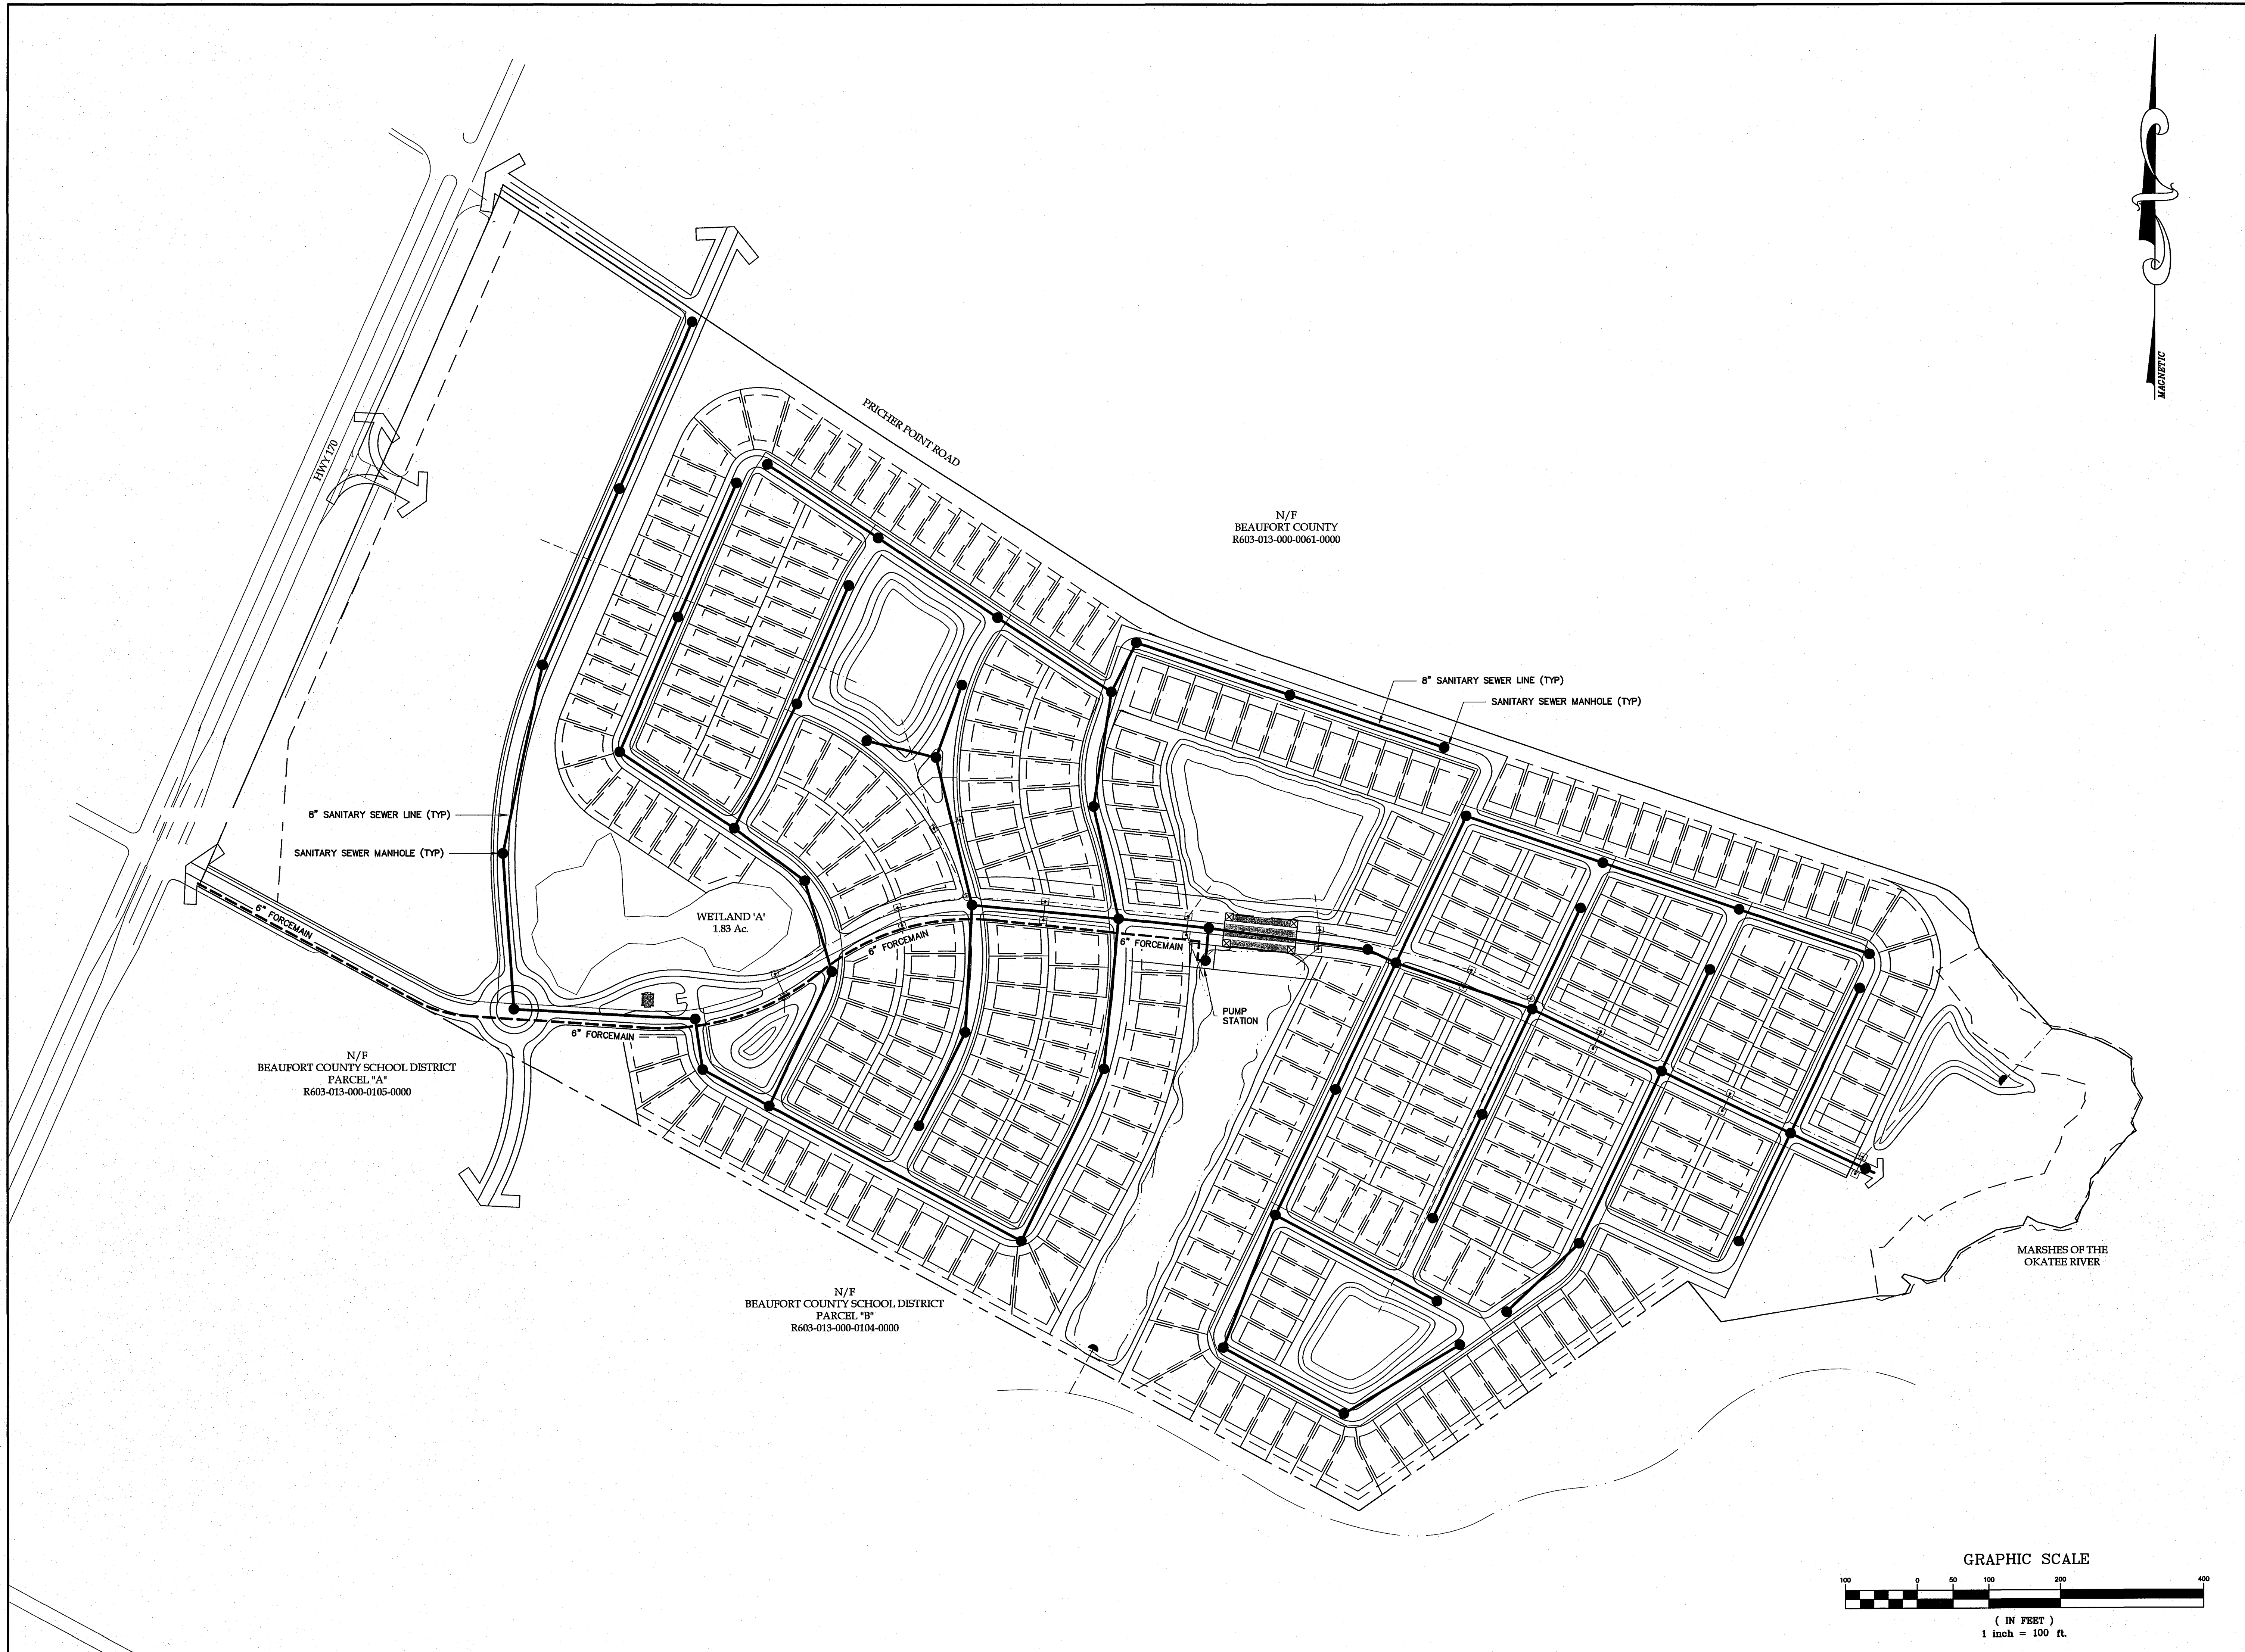 MAGNETIC
HWY 170
PRICHER POINT ROAD
N/F
BEAUFORT COUNTY
R603-013-000-0061-0000
8" SANITARY SEWER LINE (TYP)
SANITARY SEWER MANHOLE (TYP)
8" SANITARY SEWER LINE (TYP)
SANITARY SEWER MANHOLE (TYP)
6" FORCEMAIN
WETLAND 'A'
1.83 Ac.
6" FORCEMAIN
6" FORCEMAIN
PUMP
STATION
6" FORCEMAIN
N/F
BEAUFORT COUNTY SCHOOL DISTRICT
PARCEL "A"
R603-013-000-0105-0000
MARSHES OF THE
OKATEE RIVER
N/F
BEAUFORT COUNTY SCHOOL DISTRICT
PARCEL "B"
R603-013-000-0104-0000
GRAPHIC SCALE
100 0 50 100 200 400
( IN FEET )
1 inch = 100 ft.